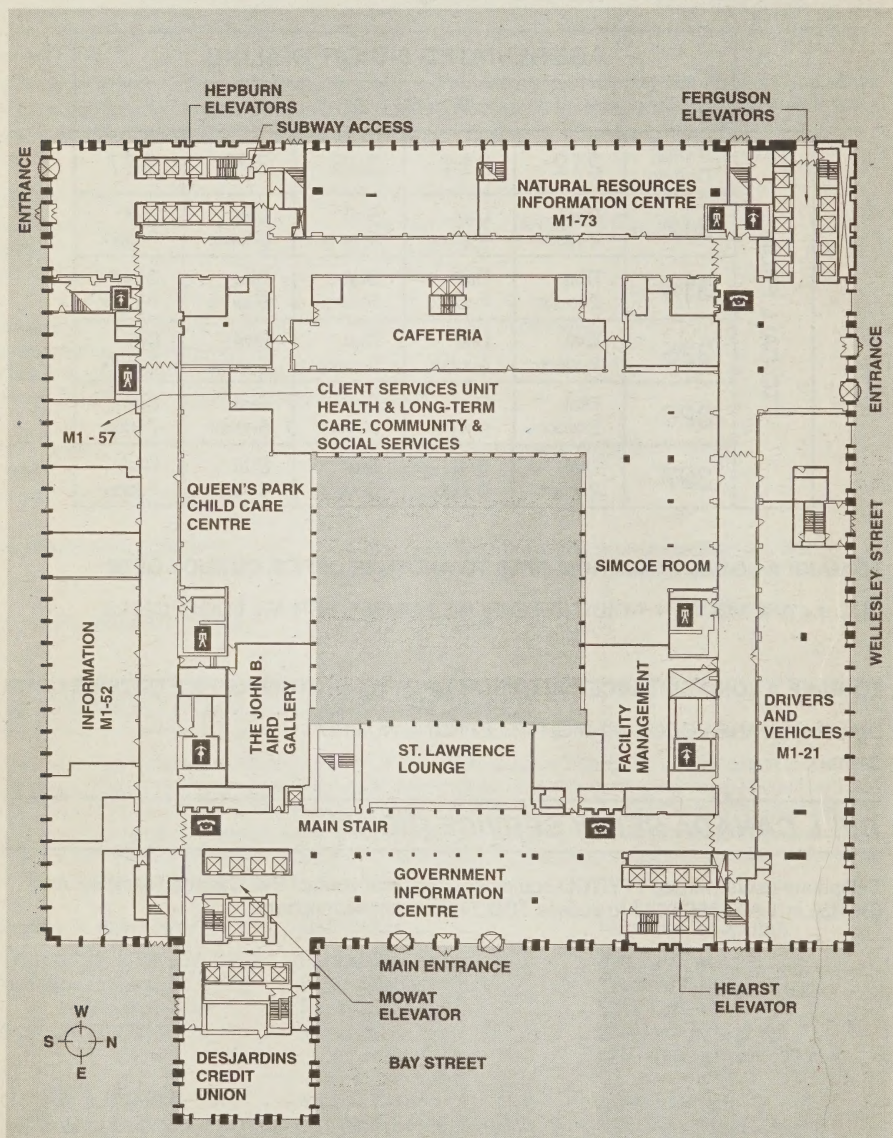 HEPBURN
ELEVATORS
SUBWAY ACCESS
FERGUSON
ELEVATORS
ENTRANCE
NATURAL RESOURCES
INFORMATION CENTRE
M1-73
CAFETERIA
ENTRANCE
CLIENT SERVICES UNIT
HEALTH & LONG-TERM
CARE, COMMUNITY &
SOCIAL SERVICES
M1 - 57
QUEEN'S PARK
CHILD CARE
CENTRE
SIMCOE ROOM
WELLESLEY STREET
INFORMATION
M1-52
THE JOHN B.
AIRD
GALLERY
ST. LAWRENCE
LOUNGE
FACILITY
MANAGEMENT
DRIVERS
AND
VEHICLES
M1-21
MAIN STAIR
GOVERNMENT
INFORMATION
CENTRE
MAIN ENTRANCE
MOWAT
ELEVATOR
HEARST
ELEVATOR
W
S N
E
DESJARDINS
CREDIT
UNION
BAY STREET